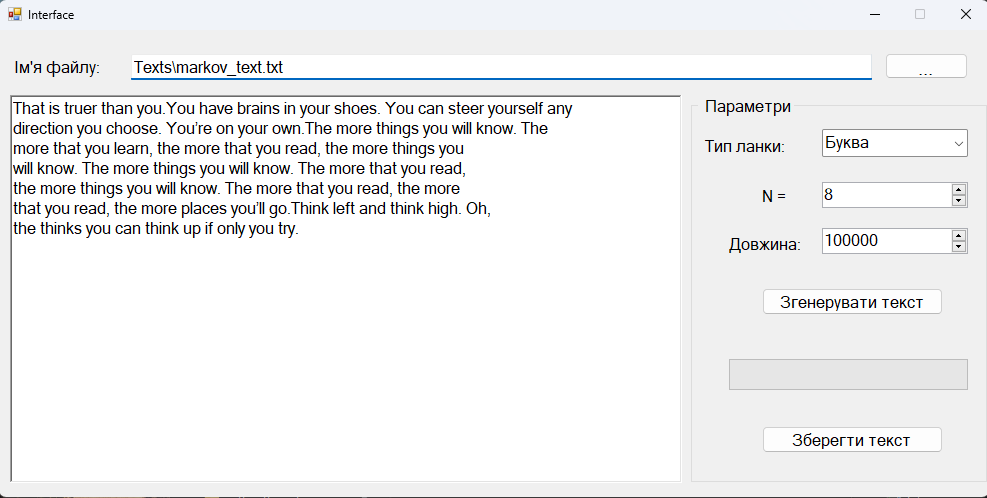 Interface
Ім'я файлу:
Texts\markov_text.txt
...
That is truer than you.You have brains in your shoes. You can steer yourself any
direction you choose. You’re on your own.The more things you will know. The
more that you learn, the more that you read, the more things you
will know. The more things you will know. The more that you read,
the more things you will know. The more that you read, the more
that you read, the more places you’ll go.Think left and think high. Oh,
the thinks you can think up if only you try.
Параметри
Тип ланки:
Буква
N =
8
Довжина:
100000
Згенерувати текст
Зберегти текст